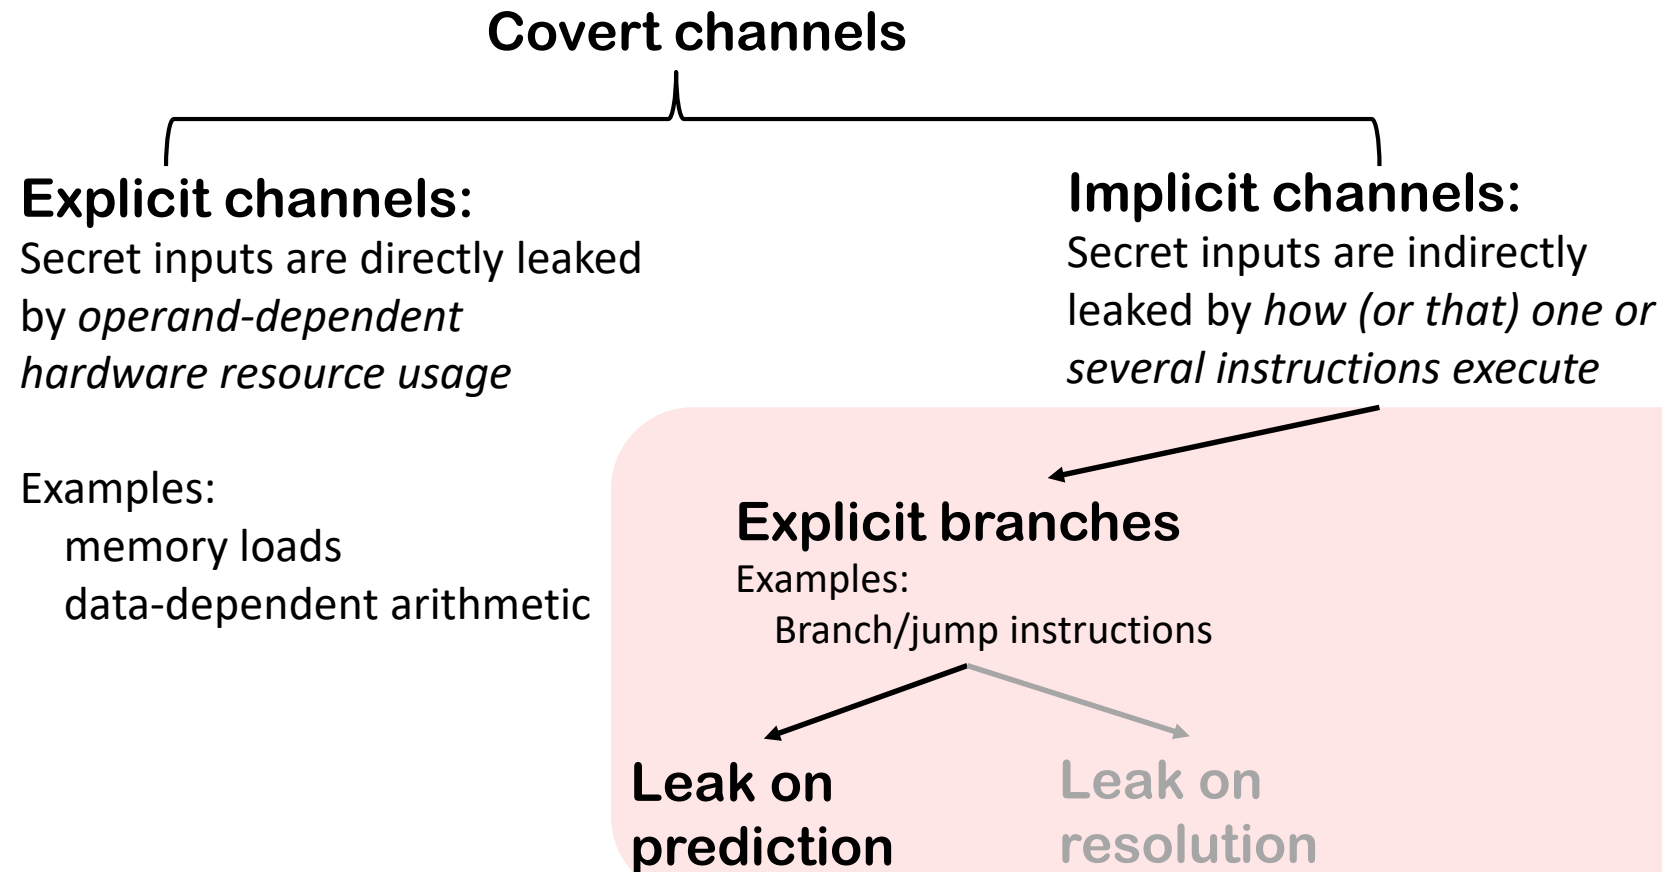 Covert channels
Explicit channels:
Secret inputs are directly leaked
by operand-dependent
hardware resource usage
Examples:
memory loads
data-dependent arithmetic
Implicit channels:
Secret inputs are indirectly
leaked by how (or that) one or
several instructions execute
Explicit branches
Examples:
Branch/jump instructions
Leak on
prediction
Leak on
resolution